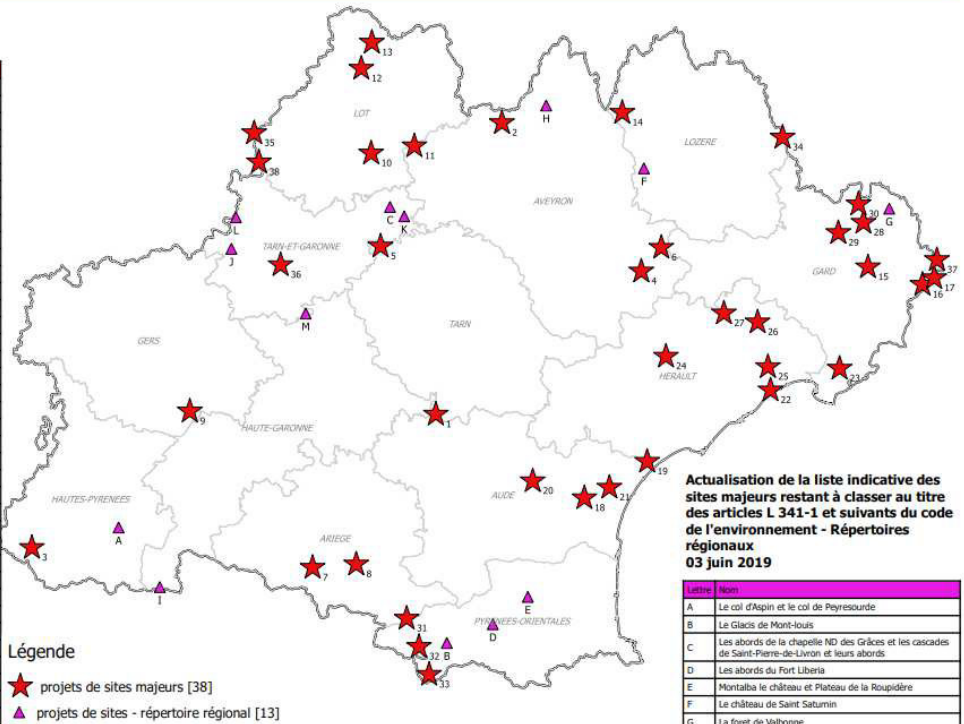 13
12
LOT
H
2
14
35
11
10
34
LOZERE
38
F
AVEYRON
30
C
K
G
L
28
29
TARN-ET-GARONNE
5
6
J
37
36
4
GARD
15
17
16
M
27
26
TARN
GERS
24
25
23
HERAULT
22
9
1
HAUTE-GARONNE
19
20
21
AUDE
18
HAUTES-PYRENEES
A
3
ARIEGE
7
8
I
E
31
PYRENEES-ORIENTALES
D
32
B
33
Actualisation de la liste indicative des
sites majeurs restant à classer au titre
des articles L 341-1 et suivants du code
de l'environnement - Répertoires
régionaux
03 juin 2019
Lettre Nom
A Le col d'Aspin et le col de Peyresourde
B Le Glacis de Mont-louis
C Les abords de la chapelle ND des Grâces et les cascades
de Saint-Pierre-de-Livron et leurs abords
D Les abords du Fort Liberia
E Montalba le château et Plateau de la Roupidère
F Le château de Saint Saturnin
G La foret de Valbonne
Légende
projets de sites majeurs [38]
projets de sites - répertoire régional [13]